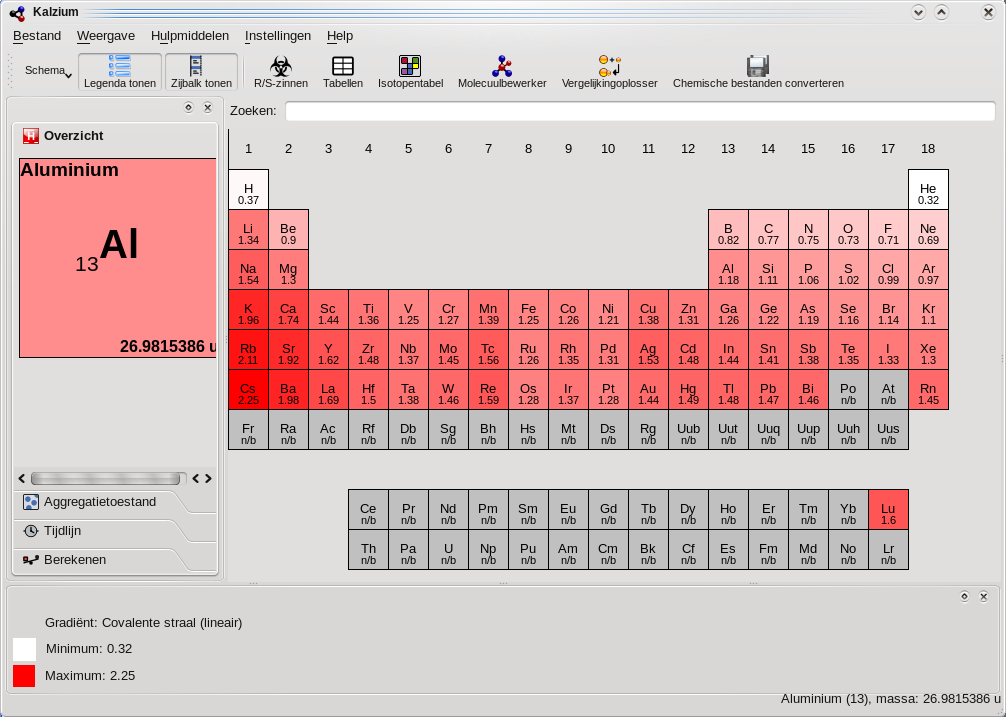 Kalzium
Bestand Weergave Hulpmiddelen Instellingen Help
Schema Legenda tonen Zijbalk tonen R/S-zinnen Tabellen Isotopentabel Molecuulbewerker Vergelijkingoplosser Chemische bestanden converteren
Zoeken:
Overzicht
Aluminium
13 Al
26.9815386 u
Aggregatietoestand
Tijdlijn
Berekenen
1 2 3 4 5 6 7 8 9 10 11 12 13 14 15 16 17 18
H He
0.37 0.32
Li Be B C N O F Ne
1.34 0.9 0.82 0.77 0.75 0.73 0.71 0.69
Na Mg Al Si P S Cl Ar
1.54 1.3 1.18 1.11 1.06 1.02 0.99 0.97
K Ca Sc Ti V Cr Mn Fe Co Ni Cu Zn Ga Ge As Se Br Kr
1.96 1.74 1.44 1.36 1.25 1.27 1.39 1.25 1.26 1.21 1.38 1.31 1.26 1.22 1.19 1.16 1.14 1.1
Rb Sr Y Zr Nb Mo Tc Ru Rh Pd Ag Cd In Sn Sb Te I Xe
2.11 1.92 1.62 1.48 1.37 1.45 1.56 1.26 1.35 1.31 1.53 1.48 1.44 1.41 1.38 1.35 1.33 1.3
Cs Ba La Hf Ta W Re Os Ir Pt Au Hg Tl Pb Bi Po At Rn
2.25 1.98 1.69 1.5 1.38 1.46 1.59 1.28 1.37 1.28 1.44 1.49 1.48 1.47 1.46 n/b n/b 1.45
Fr Ra Ac Rf Db Sg Bh Hs Mt Ds Rg Uub Uut Uuq Uup Uuh Uus
n/b n/b n/b n/b n/b n/b n/b n/b n/b n/b n/b n/b n/b n/b n/b n/b n/b
Ce Pr Nd Pm Sm Eu Gd Tb Dy Ho Er Tm Yb Lu
n/b n/b n/b n/b n/b n/b n/b n/b n/b n/b n/b n/b n/b 1.6
Th Pa U Np Pu Am Cm Bk Cf Es Fm Md No Lr
n/b n/b n/b n/b n/b n/b n/b n/b n/b n/b n/b n/b n/b n/b
Gradiënt: Covalente straal (lineair)
Minimum: 0.32
Maximum: 2.25
Aluminium (13), massa: 26.9815386 u